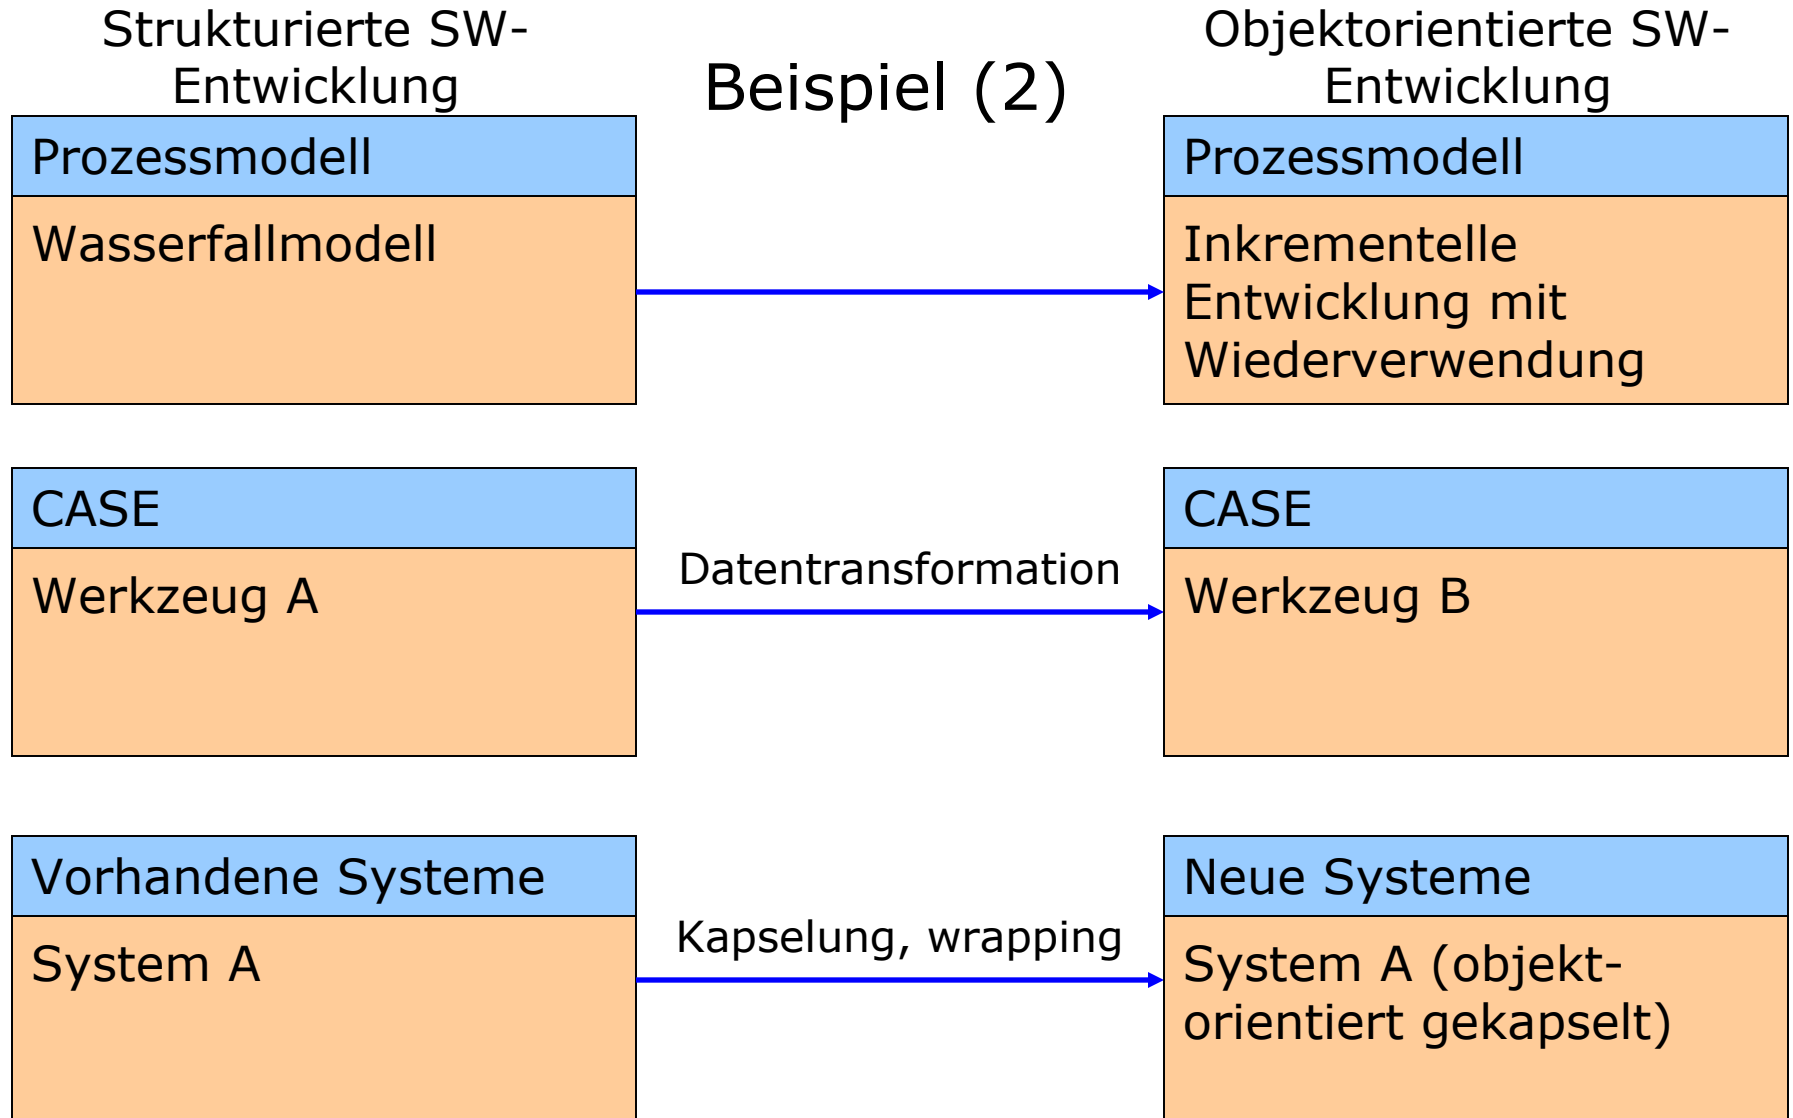 Strukturierte SW-
Entwicklung
Beispiel (2)
Objektorientierte SW-
Entwicklung
Prozessmodell
Wasserfallmodell
Prozessmodell
Inkrementelle
Entwicklung mit
Wiederverwendung
CASE
Werkzeug A
Datentransformation
CASE
Werkzeug B
Vorhandene Systeme
System A
Kapselung, wrapping
Neue Systeme
System A (objekt-
orientiert gekapselt)